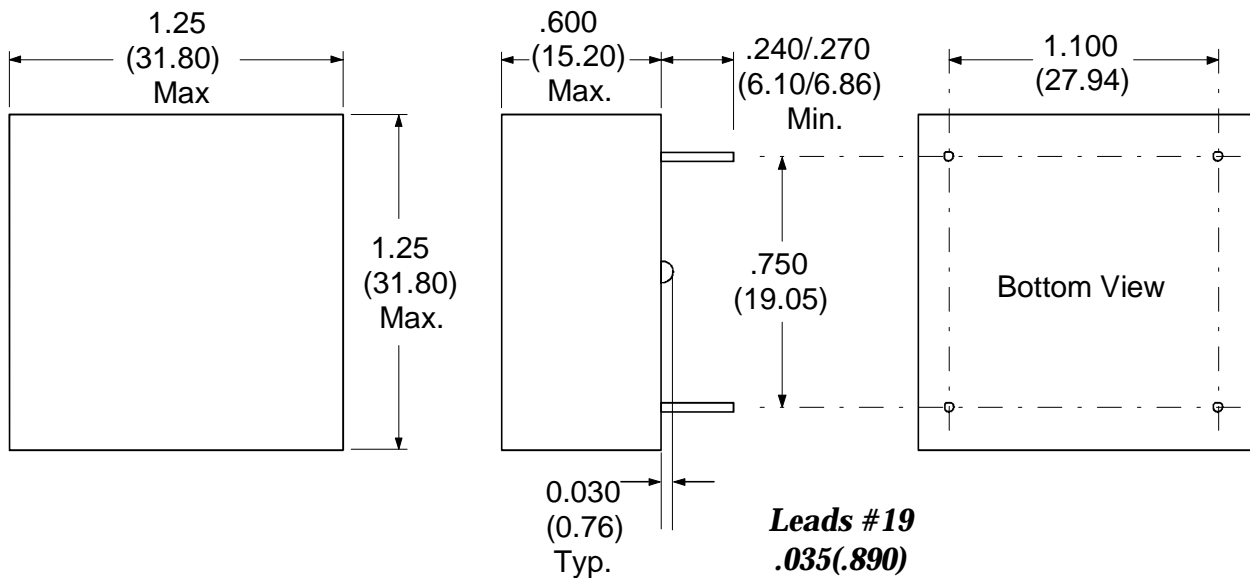 1.25
(31.80)
Max
.600
(15.20)
Max.
.240/.270
(6.10/6.86)
Min.
1.100
(27.94)
1.25
(31.80)
Max.
.750
(19.05)
Bottom View
0.030
(0.76)
Typ.
Leads #19
.035(.890)